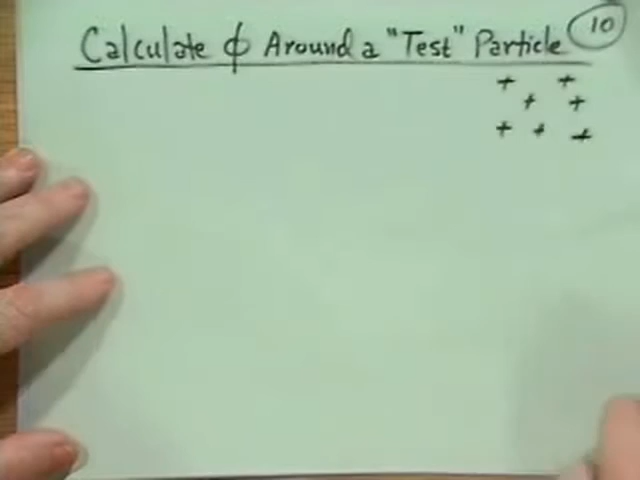 Calculate ϕ Around a "Test" Particle 10
+ +
+ +
+ + +